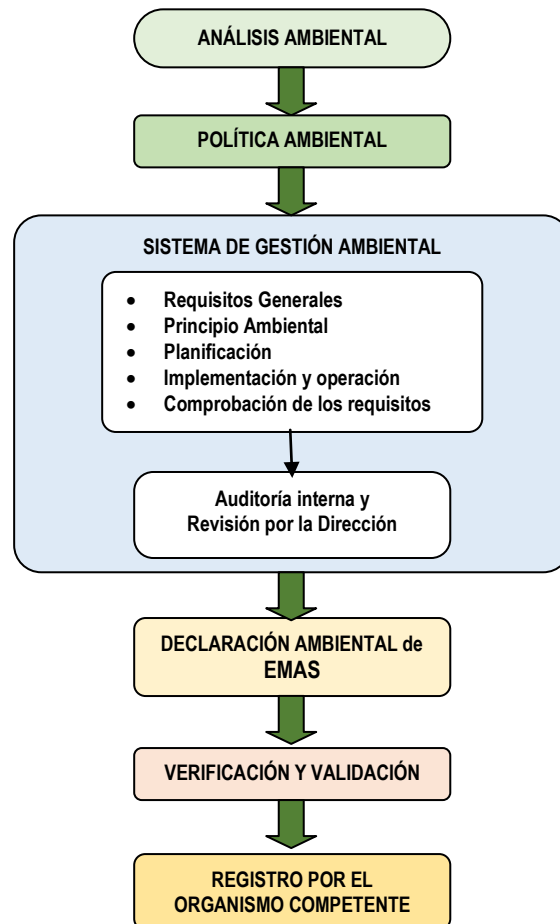 ANÁLISIS AMBIENTAL
POLÍTICA AMBIENTAL
SISTEMA DE GESTIÓN AMBIENTAL
• Requisitos Generales
• Principio Ambiental
• Planificación
• Implementación y operación
• Comprobación de los requisitos
Auditoría interna y
Revisión por la Dirección
DECLARACIÓN AMBIENTAL de
EMAS
VERIFICACIÓN Y VALIDACIÓN
REGISTRO POR EL
ORGANISMO COMPETENTE